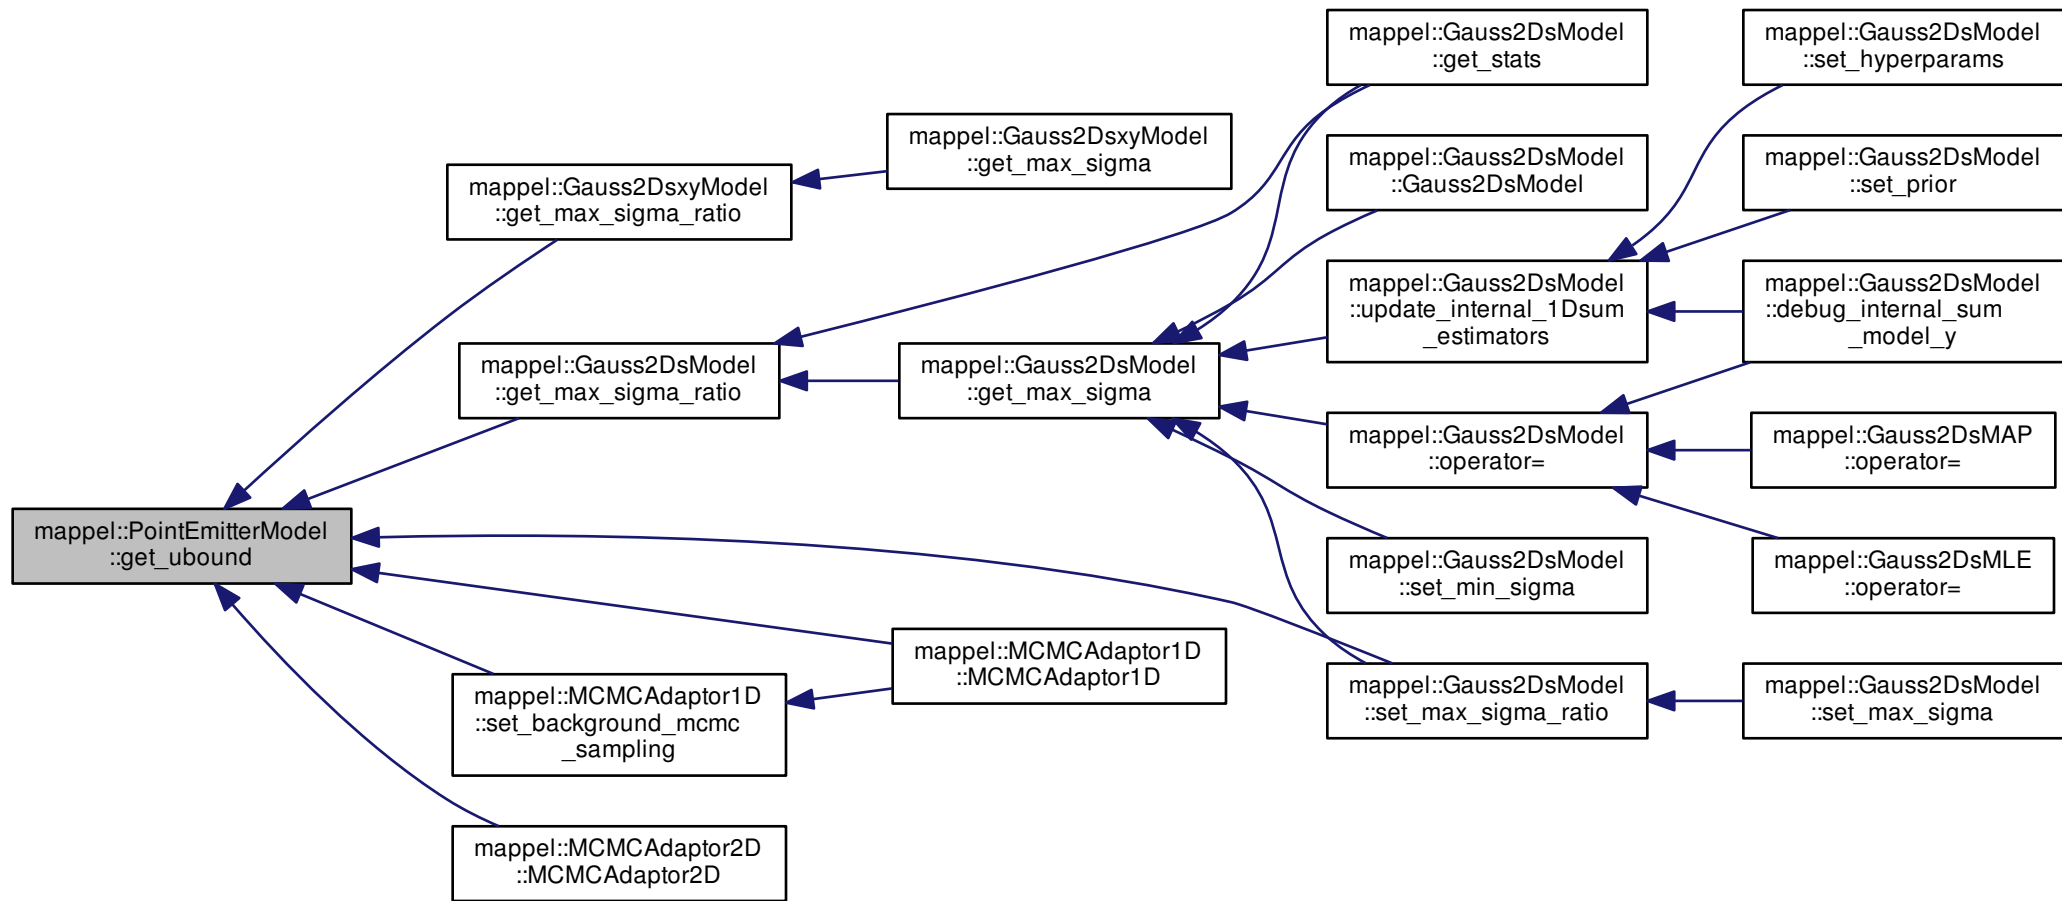 mappel::PointEmitterModel
::get_ubound
mappel::Gauss2DsxyModel
::get_max_sigma_ratio
mappel::Gauss2DsxyModel
::get_max_sigma
mappel::Gauss2DsModel
::get_max_sigma_ratio
mappel::Gauss2DsModel
::get_max_sigma
mappel::Gauss2DsModel
::get_stats
mappel::Gauss2DsModel
::Gauss2DsModel
mappel::Gauss2DsModel
::update_internal_1Dsum
_estimators
mappel::Gauss2DsModel
::set_hyperparams
mappel::Gauss2DsModel
::set_prior
mappel::Gauss2DsModel
::debug_internal_sum
_model_y
mappel::Gauss2DsModel
::operator=
mappel::Gauss2DsMAP
::operator=
mappel::Gauss2DsMLE
::operator=
mappel::Gauss2DsModel
::set_min_sigma
mappel::Gauss2DsModel
::set_max_sigma_ratio
mappel::Gauss2DsModel
::set_max_sigma
mappel::MCMCAdaptor1D
::MCMCAdaptor1D
mappel::MCMCAdaptor1D
::set_background_mcmc
_sampling
mappel::MCMCAdaptor2D
::MCMCAdaptor2D